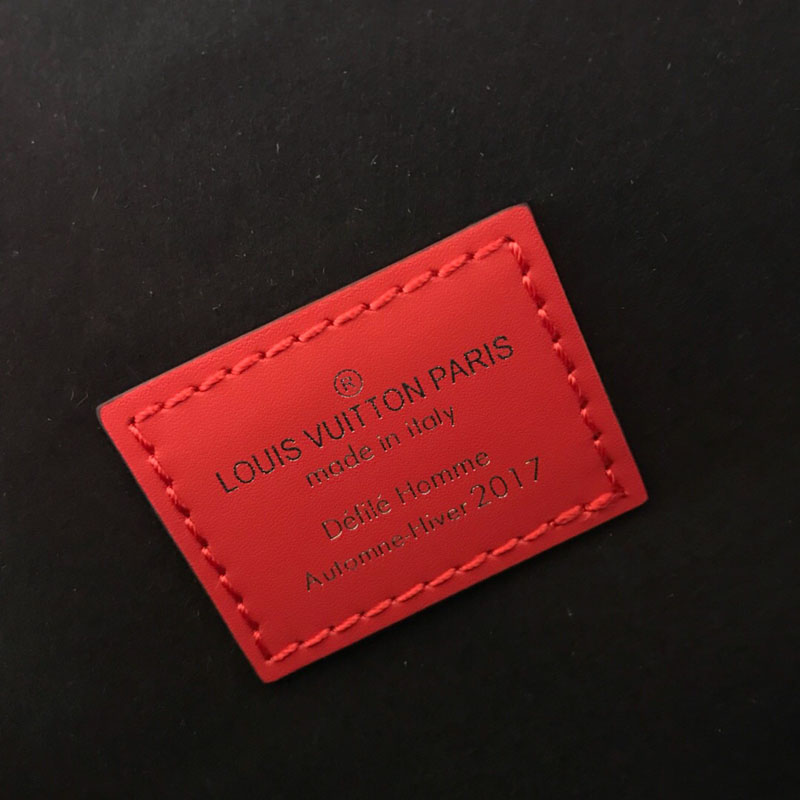 ®
LOUIS VUITTON PARIS
made in Italy
Défilé Homme
Automne-Hiver 2017